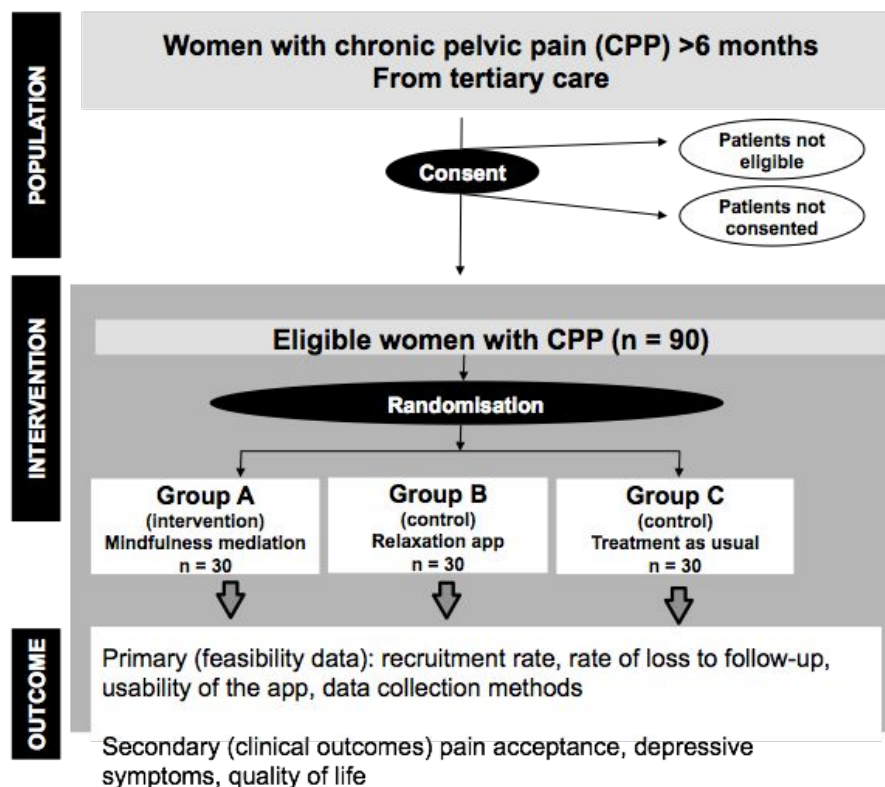 POPULATION
Women with chronic pelvic pain (CPP) >6 months
From tertiary care
Consent
Patients not
eligible
Patients not
consented
INTERVENTION
Eligible women with CPP (n = 90)
Randomisation
Group A
(intervention)
Mindfulness mediation
n = 30
Group B
(control)
Relaxation app
n = 30
Group C
(control)
Treatment as usual
n = 30
OUTCOME
Primary (feasibility data): recruitment rate, rate of loss to follow-up,
usability of the app, data collection methods
Secondary (clinical outcomes) pain acceptance, depressive
symptoms, quality of life